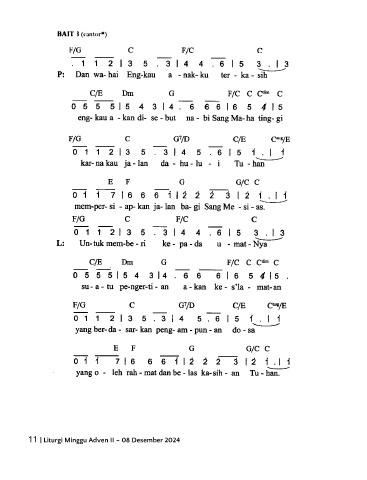 BAIT 3 (cantor*)
F/G C F/C C
. 1 1 2 | 3 5 . 3 | 4 4 . 6 | 5 3 . | 3
P: Dan wa- hai Eng-kau a - nak- ku ter - ka - sih
C/E Dm G F/C C Cdim C
0 5 5 5 | 5 4 3 4 . 6 6 6 | 6 5 4 | 5
eng- kau a - kan di- se - but na - bi Sang Ma- ha ting- gi
F/G C G7/D C/E Caug/E
0 1 1 2 | 3 5 . 3 | 4 5 . 6 | 5 1 . | 1
kar- na kau ja - lan da - hu - lu - i Tu - han
E F G G/C C
0 1 1 7 | 6 6 6 1 | 2 2 2 3 | 2 1 . | 1
mem-per- si - ap- kan ja- lan ba- gi Sang Me - si - as.
F/G C F/C C
0 1 1 2 | 3 5 . 3 | 4 4 . 6 | 5 3 . | 3
L: Un-tuk mem-be - ri ke - pa - da u - mat - Nya
C/E Dm G F/C C Cdim C
0 5 5 5 | 5 4 3 | 4 . 6 6 6 | 6 5 4 | 5 .
su - a - tu pe-nger-ti - an a - kan ke - s'la - mat-an
F/G C G7/D C/E Caug/E
0 1 1 2 | 3 5 . 3 | 4 5 . 6 | 5 1 . | 1
yang ber-da - sar- kan peng- am - pun - an do - sa
E F G G/C C
0 1 1 7 | 6 6 6 1 | 2 2 2 3 | 2 1 . | 1
yang o - leh rah - mat dan be - las ka-sih - an Tu - han.
11 | Liturgi Minggu Adven II – 08 Desember 2024